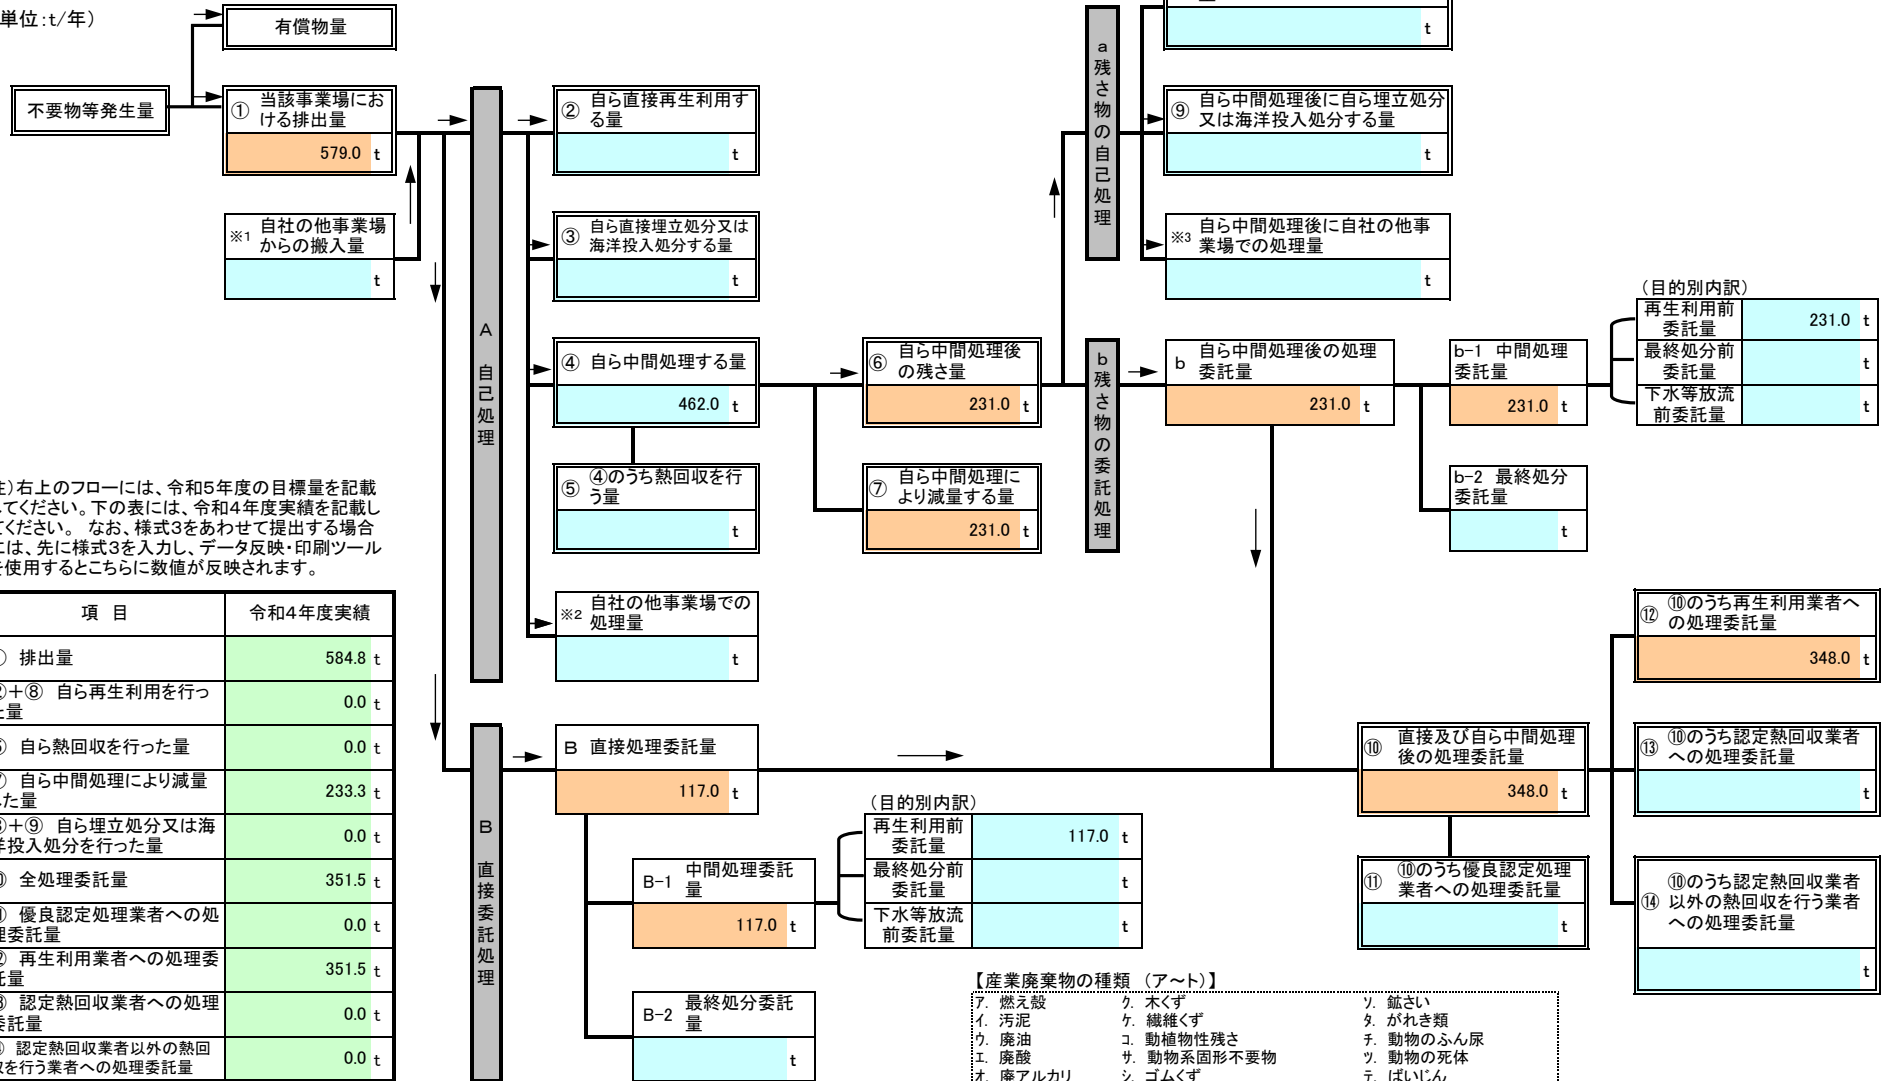 単位:t/年）
有償物量
不要物等発生量
① 当該事業場にお
ける排出量
579.0 t
※1 自社の他事業場
からの搬入量
t
A 自己処理
② 自ら直接再生利用す
る量
t
③ 自ら直接埋立処分又は
海洋投入処分する量
t
④ 自ら中間処理する量
462.0 t
⑤ ④のうち熱回収を行
う量
t
※2 自社の他事業場での
処理量
t
⑥ 自ら中間処理後
の残さ量
231.0 t
⑦ 自ら中間処理に
より減量する量
231.0 t
a 残さ物の自己処理
t
⑨ 自ら中間処理後に自ら埋立処分
又は海洋投入処分する量
t
※3 自ら中間処理後に自社の他事
業場での処理量
t
b 残さ物の委託処理
b 自ら中間処理後の処理
委託量
231.0 t
b-1 中間処理
委託量
231.0 t
b-2 最終処分
委託量
t
（目的別内訳）
再生利用前
委託量
231.0 t
最終処分前
委託量
t
下水等放流
前委託量
t
注）右上のフローには、令和5年度の目標量を記載
してください。下の表には、令和4年度実績を記載し
てください。 なお、様式3をあわせて提出する場合
には、先に様式3を入力し、データ反映・印刷ツール
を使用するとこちらに数値が反映されます。
項 目 令和4年度実績
① 排出量 584.8 t
②＋⑧ 自ら再生利用を行っ
た量 0.0 t
⑤ 自ら熱回収を行った量 0.0 t
⑦ 自ら中間処理により減量
した量 233.3 t
③＋⑨ 自ら埋立処分又は海
洋投入処分を行った量 0.0 t
⑩ 全処理委託量 351.5 t
⑪ 優良認定処理業者への処
理委託量 0.0 t
⑫ 再生利用業者への処理委
託量 351.5 t
⑬ 認定熱回収業者への処理
委託量 0.0 t
⑭ 認定熱回収業者以外の熱回
収を行う業者への処理委託量 0.0 t
B 直接委託処理
B 直接処理委託量
117.0 t
B-1 中間処理委託
量
117.0 t
B-2 最終処分委託
量
t
（目的別内訳）
再生利用前
委託量
117.0 t
最終処分前
委託量
t
下水等放流
前委託量
t
⑩ 直接及び自ら中間処理
後の処理委託量
348.0 t
⑪ ⑩のうち優良認定処理
業者への処理委託量
t
⑫ ⑩のうち再生利用業者へ
の処理委託量
348.0 t
⑬ ⑩のうち認定熱回収業者
への処理委託量
t
⑭ ⑩のうち認定熱回収業者
以外の熱回収を行う業者
への処理委託量
t
【産業廃棄物の種類 （ア～ト）】
ア. 燃え殻 ク. 木くず ソ. 鉱さい
イ. 汚泥 ケ. 繊維くず タ. がれき類
ウ. 廃油 コ. 動植物性残さ チ. 動物のふん尿
エ. 廃酸 サ. 動物系固形不要物 ツ. 動物の死体
オ. 廃アルカリ シ. ゴムくず テ. ばいじん